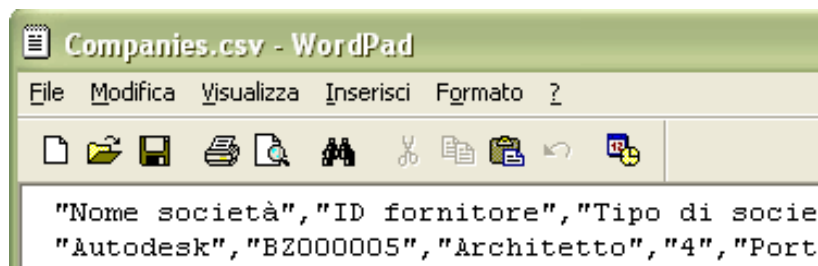 Companies.csv - WordPad
File Modifica Visualizza Inserisci Formato ?
"Nome società","ID fornitore","Tipo di socie
"Autodesk","BZ000005","Architetto","4","Port